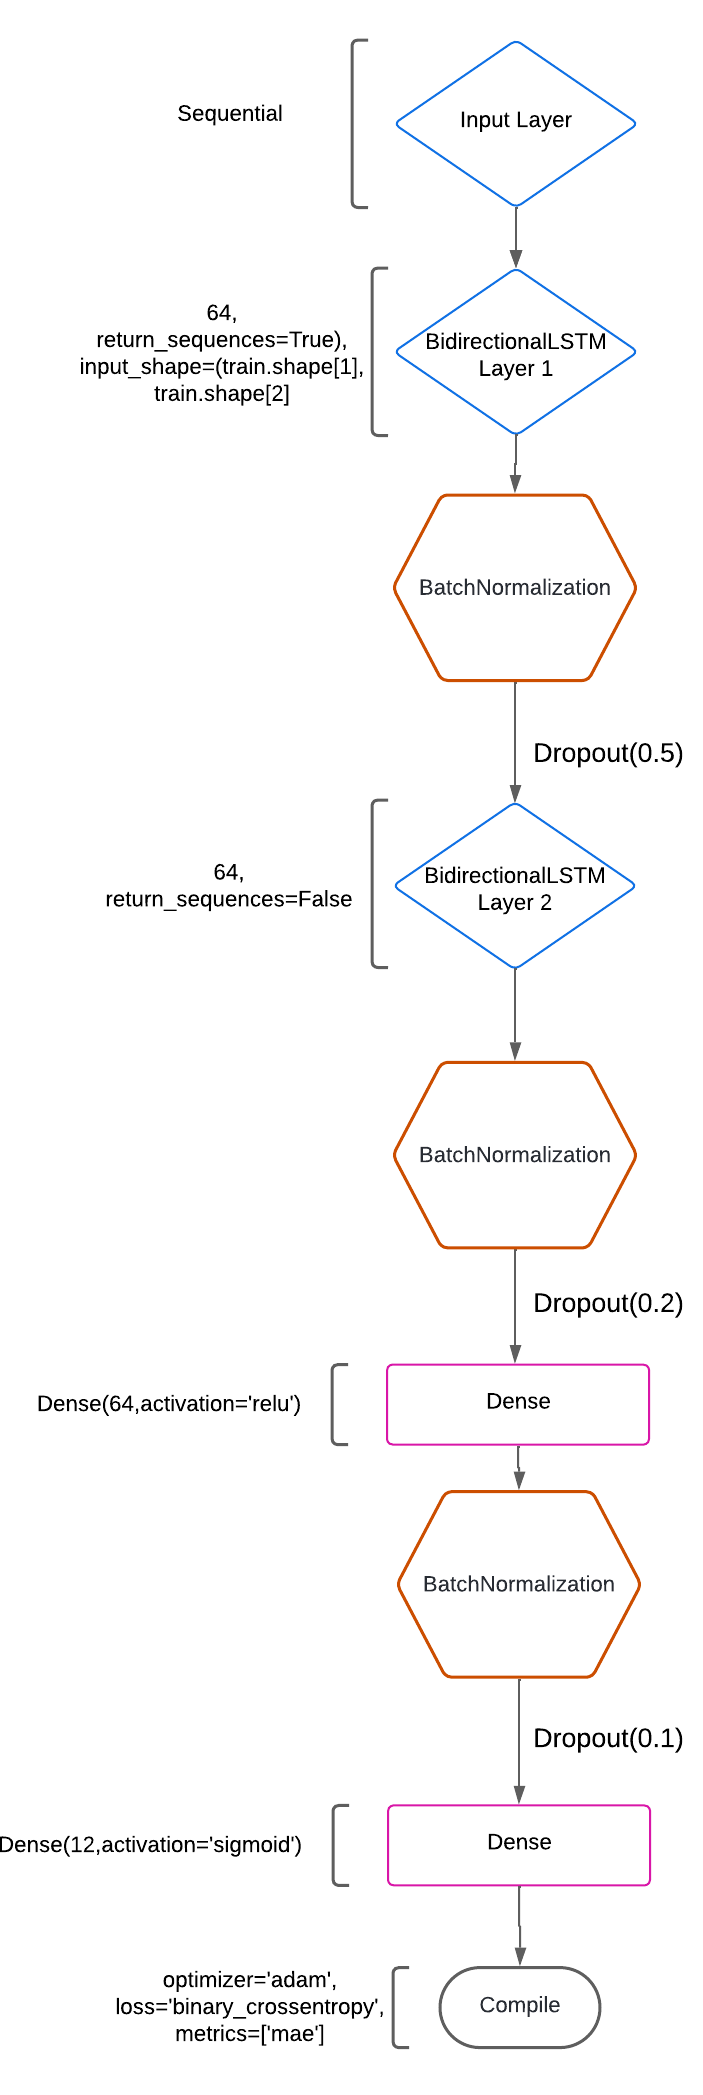 Sequential
Input Layer
64,
return_sequences=True),
input_shape=(train.shape[1],
train.shape[2]
BidirectionalLSTM
Layer 1
BatchNormalization
Dropout(0.5)
64,
return_sequences=False
BidirectionalLSTM
Layer 2
BatchNormalization
Dropout(0.2)
Dense(64,activation='relu')
Dense
BatchNormalization
Dropout(0.1)
Dense(12,activation='sigmoid')
Dense
optimizer='adam',
loss='binary_crossentropy',
metrics=['mae']
Compile